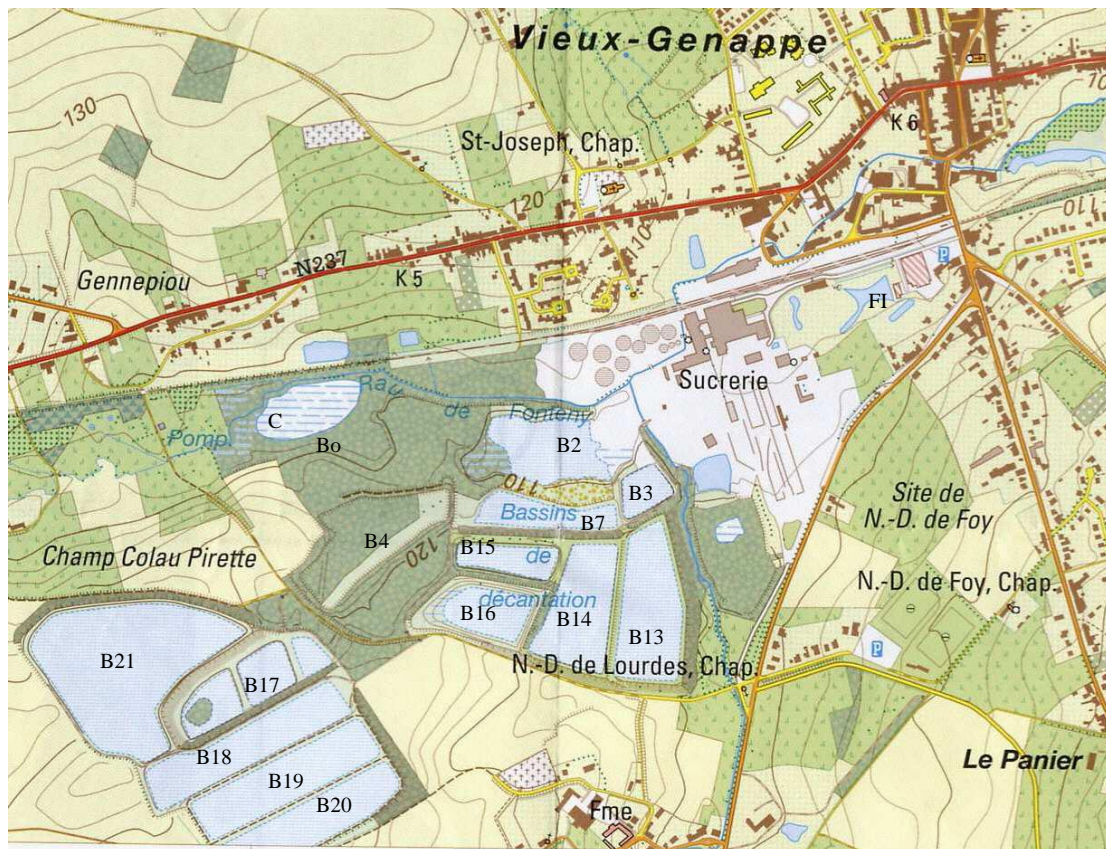 Vieux-Genappe
130
K 6
10
St-Joseph, Chap.
120
110
110
N237
Gennepiou
K 5
P
FI
Sucrerie
Rau
de
Fonteny
Pomp.
C
Bo
B2
110
B3
Site de
N.-D. de Foy
Bassins
B7
B4
120
B15
de
Champ Colau Pirette
N.-D. de Foy, Chap.
décantation
B16
B14
B13
P
B21
B17
N.-D. de Lourdes, Chap.
B18
B19
B20
Le Panier
Fme